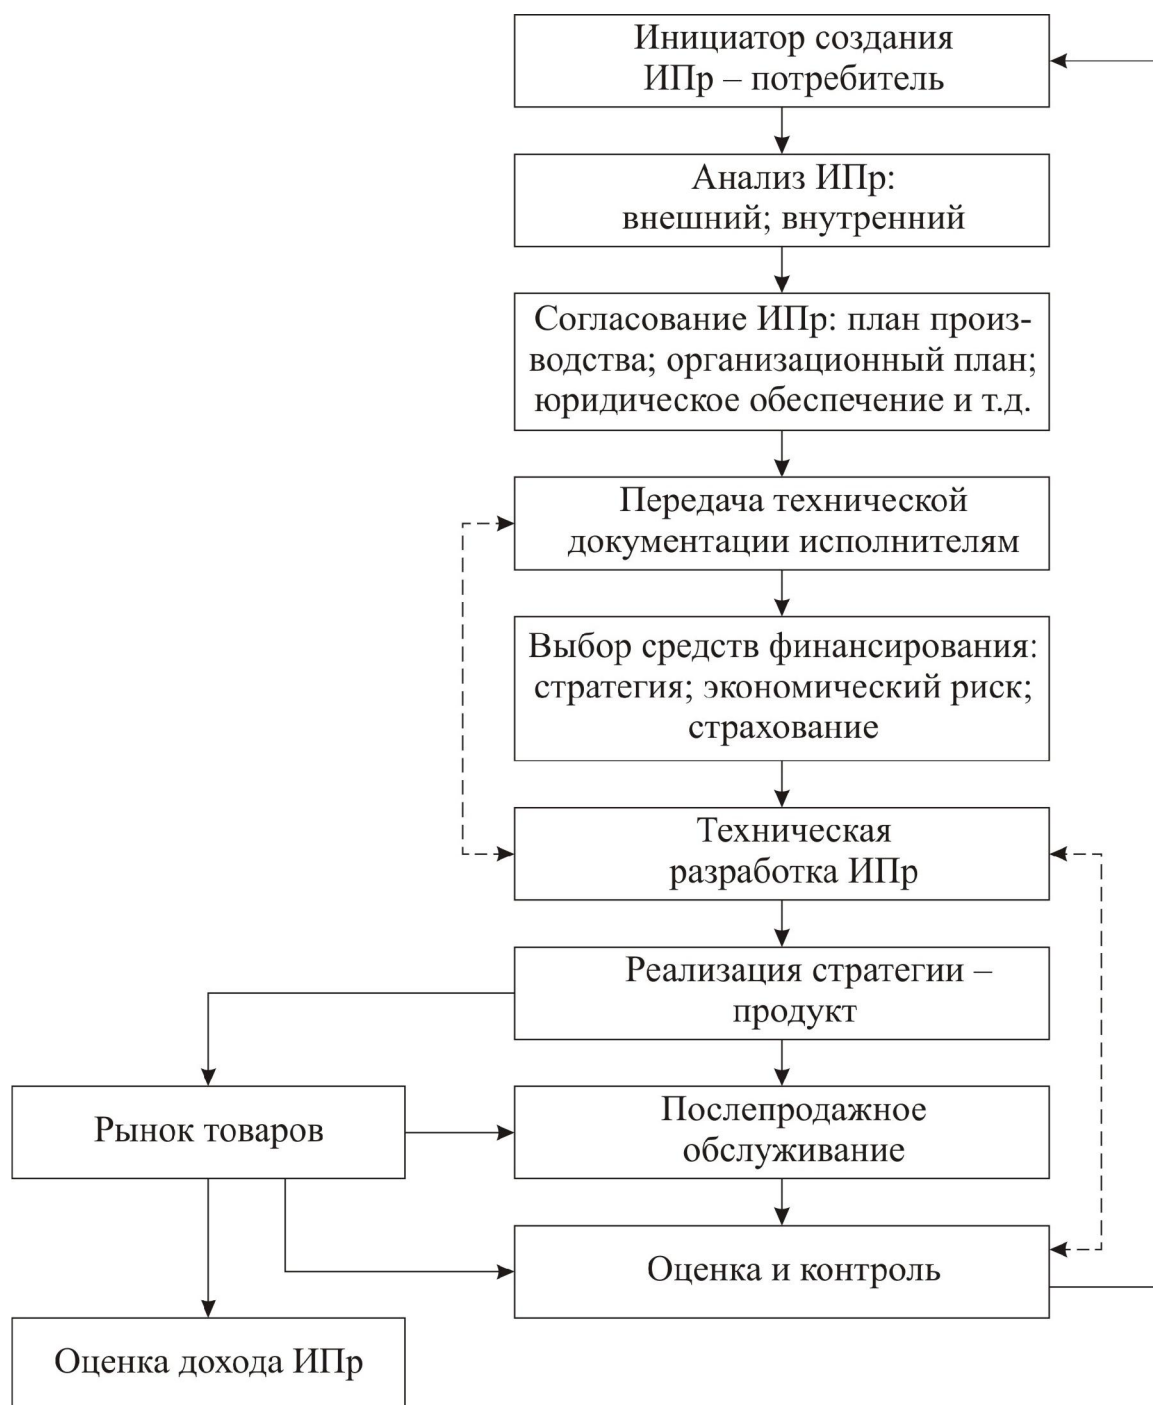 Инициатор создания
ИПр – потребитель
Анализ ИПр:
внешний; внутренний
Согласование ИПр: план произ-
водства; организационный план;
юридическое обеспечение и т.д.
Передача технической
документации исполнителям
Выбор средств финансирования:
стратегия; экономический риск;
страхование
Техническая
разработка ИПр
Реализация стратегии –
продукт
Рынок товаров
Послепродажное
обслуживание
Оценка и контроль
Оценка дохода ИПр